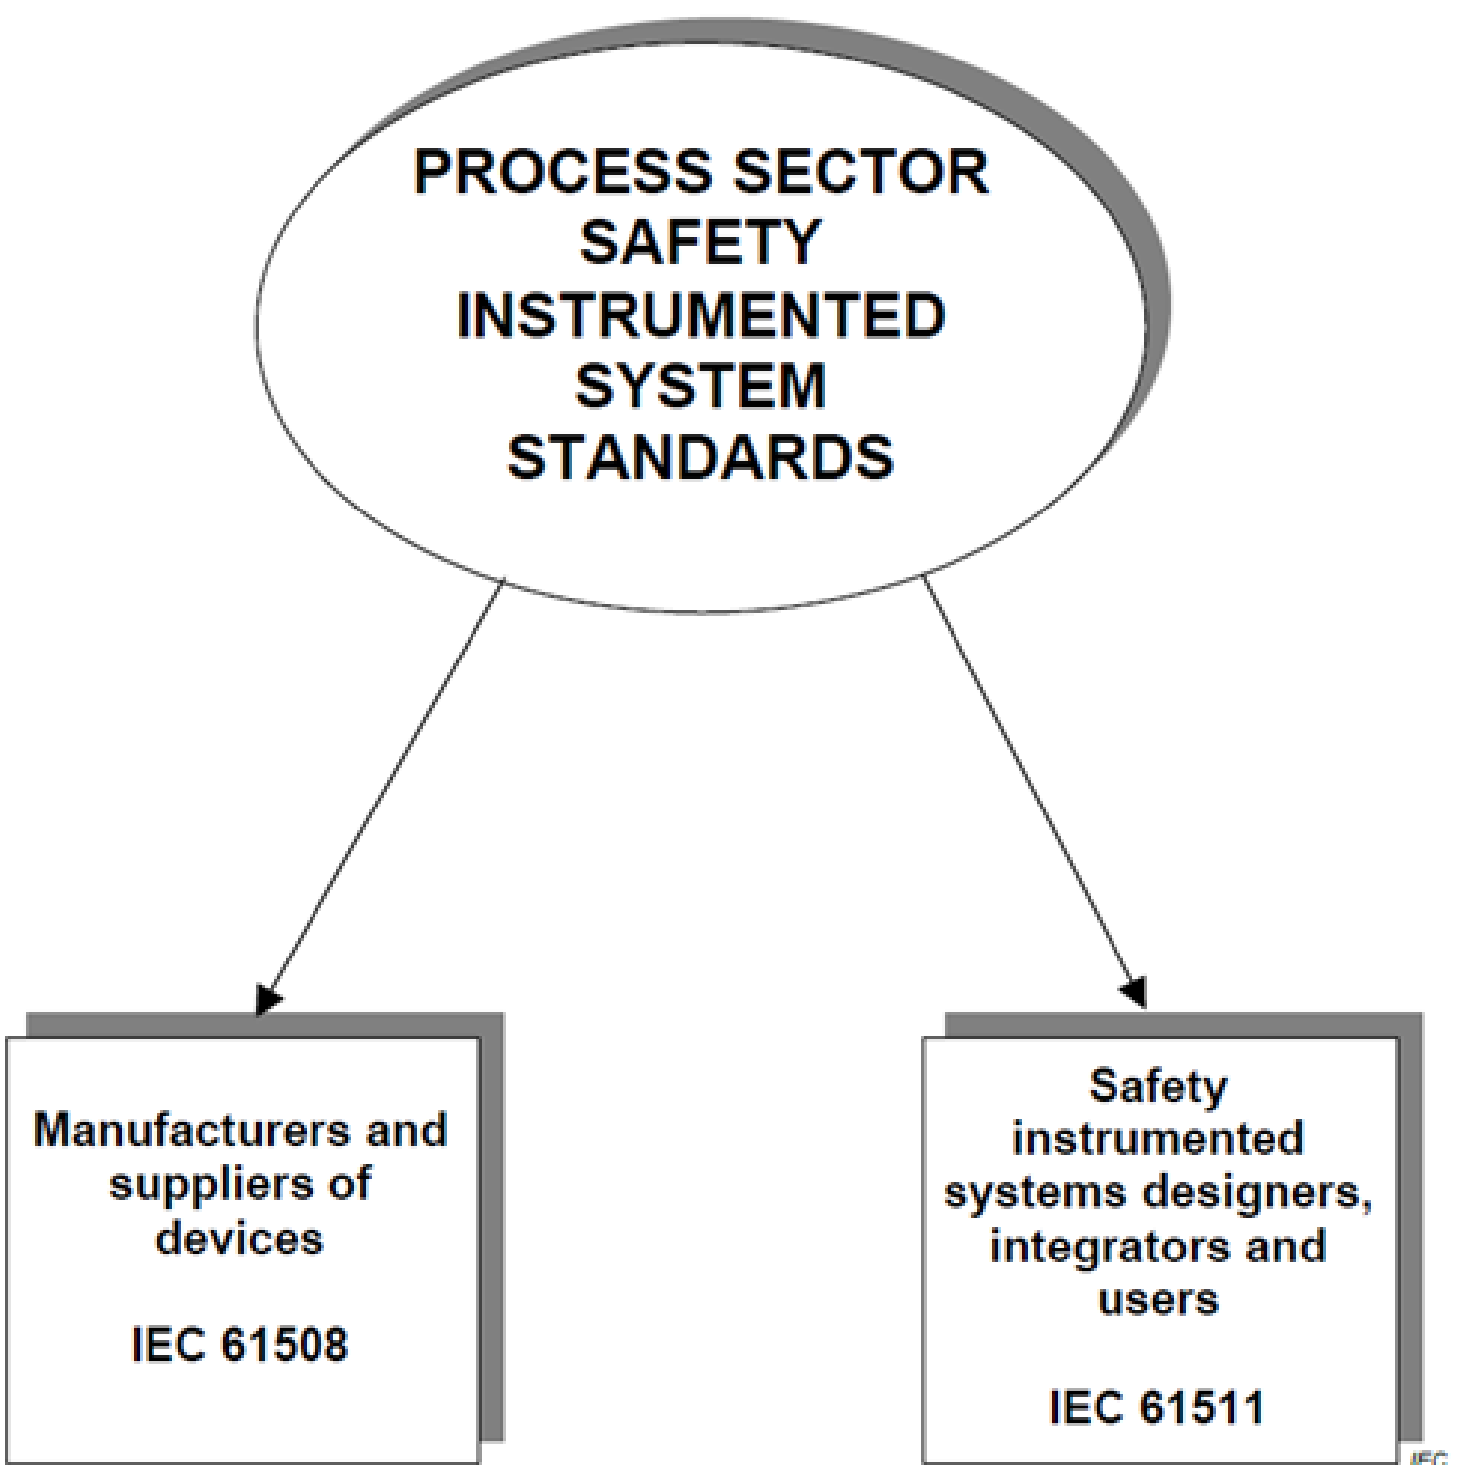 PROCESS SECTOR
SAFETY
INSTRUMENTED
SYSTEM
STANDARDS
Manufacturers and
suppliers of
devices
IEC 61508
Safety
instrumented
systems designers,
integrators and
users
IEC 61511
IEC